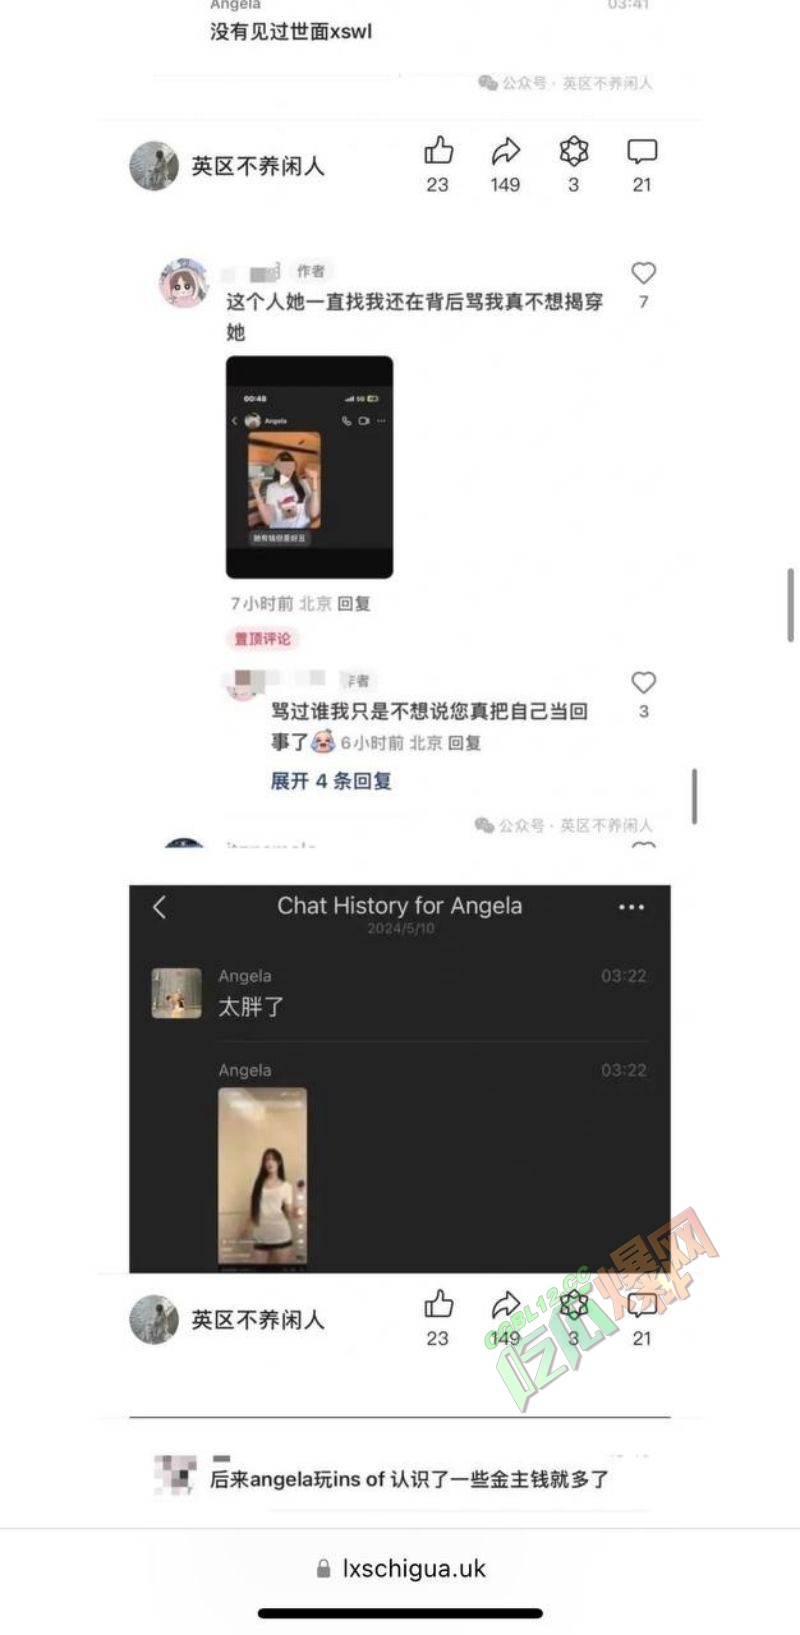 Angela
03:41
没有见过世面xswl
公众号 · 英区不养闲人
英区不养闲人
23
149
3
21
作者
这个人她一直找我还在背后骂我真不想揭穿
她
7
00:48
5G
Angela
她有钱但是好丑
7小时前 北京 回复
置顶评论
者
骂过谁我只是不想说您真把自己当回
事了 6小时前 北京 回复
3
展开 4 条回复
公众号 · 英区不养闲人
Chat History for Angela
2024/5/10
Angela
03:22
太胖了
Angela
03:22
英区不养闲人
23
149
3
21
CGBL12.CC
吃瓜爆料网
后来angela玩ins of 认识了一些金主钱就多了
lxschigua.uk